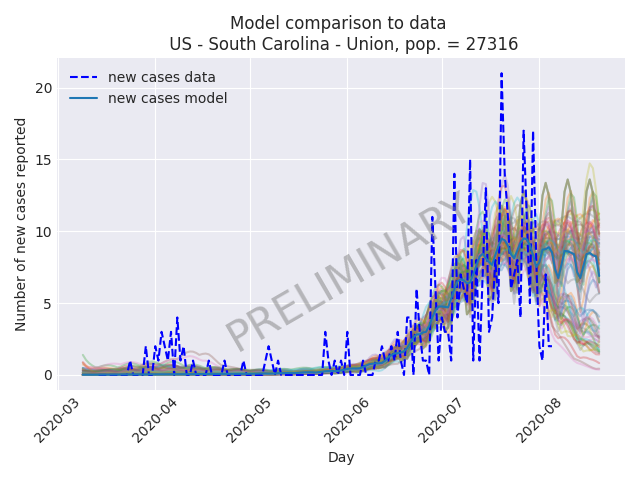 Model comparison to data
US - South Carolina - Union, pop. = 27316
new cases data
new cases model
PRELIMINARY
Number of new cases reported
20
15
10
5
0
2020-03
2020-04
2020-05
2020-06
2020-07
2020-08
Day